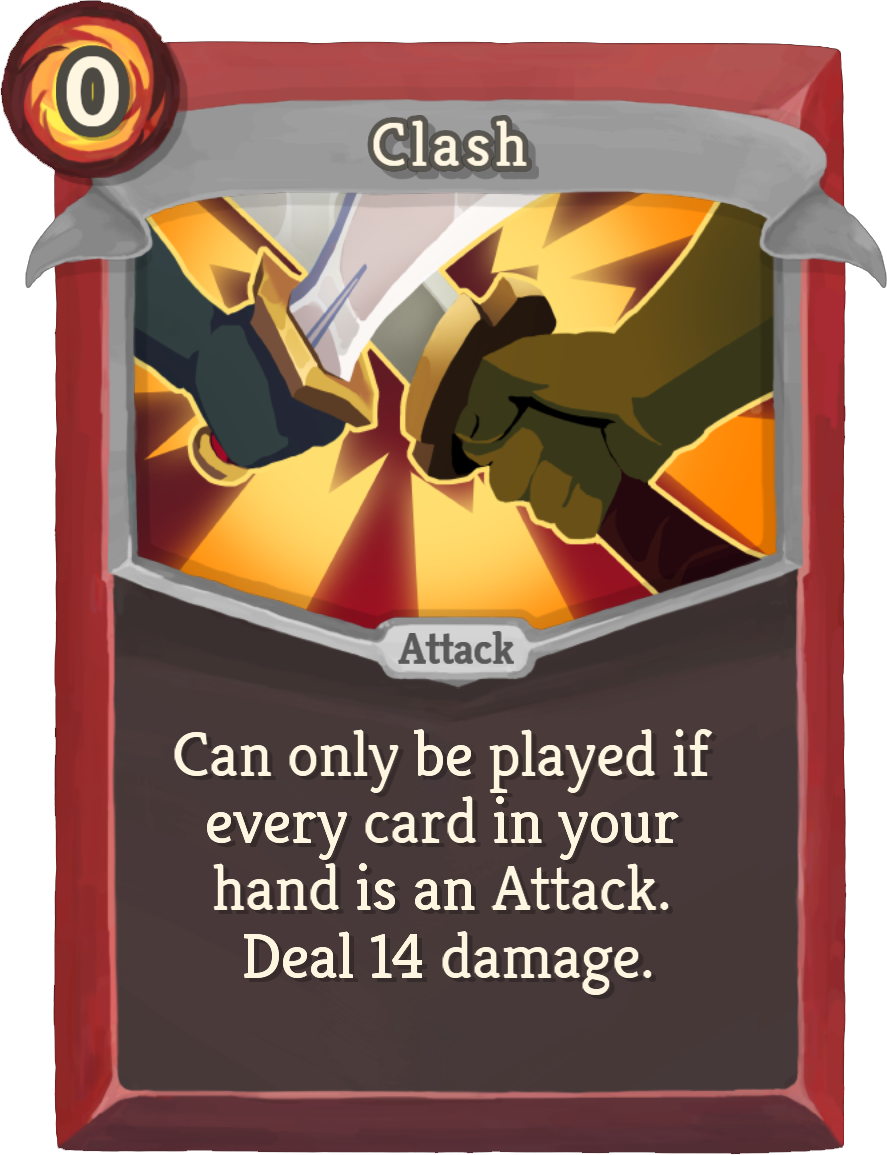 0
Clash
Attack
Can only be played if
every card in your
hand is an Attack.
Deal 14 damage.